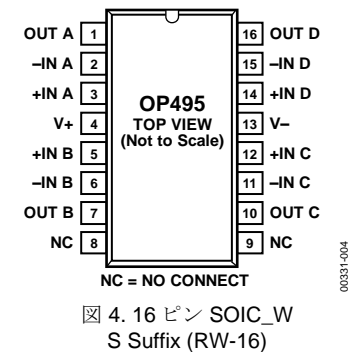 OUT A 1 16 OUT D
–IN A 2 15 –IN D
+IN A 3 14 +IN D
V+ 4 13 V–
+IN B 5 12 +IN C
–IN B 6 11 –IN C
OUT B 7 10 OUT C
NC 8 9 NC
OP495
TOP VIEW
(Not to Scale)
NC = NO CONNECT
00331-004
図 4. 16 ピン SOIC_W
S Suffix (RW-16)